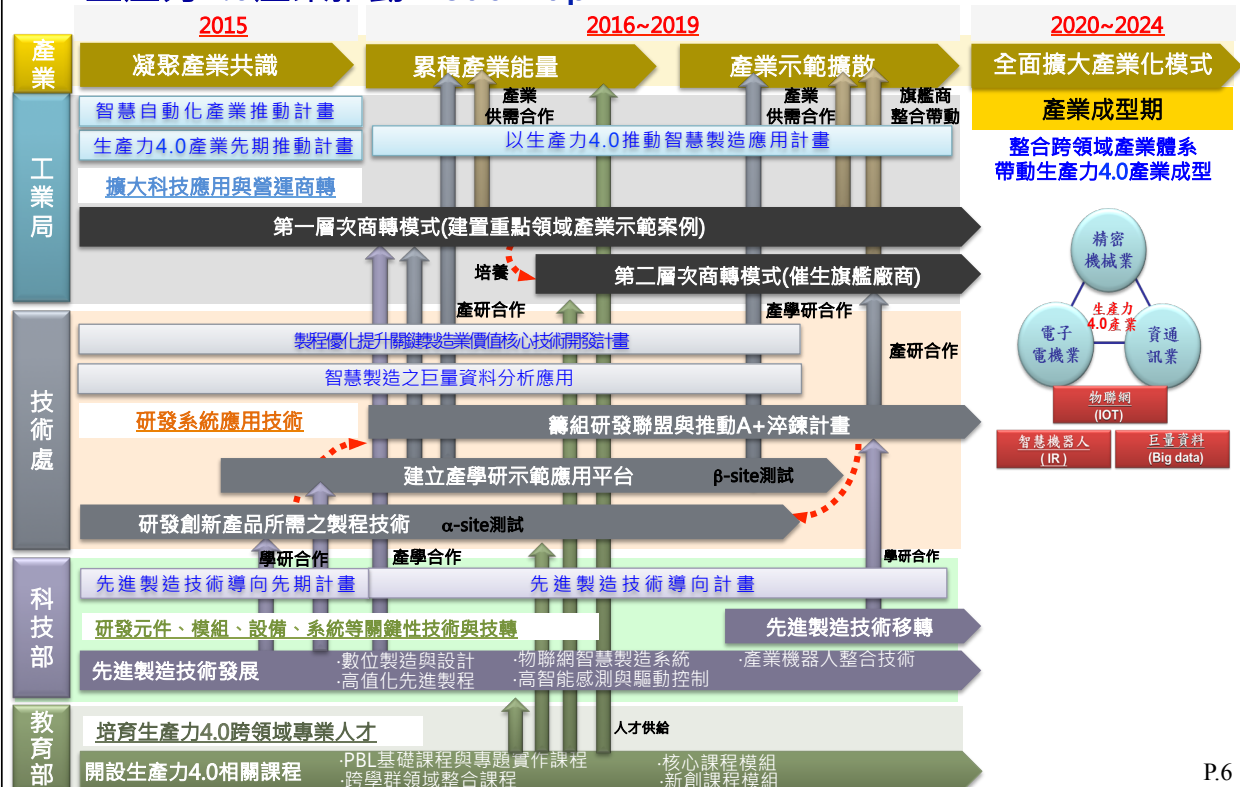 2015
2016~2019
2020~2024
產業
凝聚產業共識
累積產業能量
產業示範擴散
全面擴大產業化模式
產業
供需合作
產業
供需合作
旗艦商
整合帶動
產業成型期
整合跨領域產業體系
帶動生產力4.0產業成型
工業局
智慧自動化產業推動計畫
生產力4.0產業先期推動計畫
以生產力4.0推動智慧製造應用計畫
擴大科技應用與營運商轉
第一層次商轉模式(建置重點領域產業示範案例)
培養
第二層次商轉模式(催生旗艦廠商)
產研合作
產學研合作
精密
機械業
生產力
4.0產業
電子
電機業
資通
訊業
物聯網
(IOT)
智慧機器人
(IR)
巨量資料
(Big data)
技術處
製程優化提升關鍵製造業價值核心技術開發計畫
產研合作
智慧製造之巨量資料分析應用
研發系統應用技術
籌組研發聯盟與推動A+淬鍊計畫
建立產學研示範應用平台
β-site測試
研發創新產品所需之製程技術
α-site測試
學研合作
產學合作
學研合作
科技部
先進製造技術導向先期計畫
先進製造技術導向計畫
研發元件、模組、設備、系統等關鍵性技術與技轉
先進製造技術移轉
先進製造技術發展
·數位製造與設計
·高值化先進製程
·物聯網智慧製造系統
·高智能感測與驅動控制
·產業機器人整合技術
教育部
培育生產力4.0跨領域專業人才
人才供給
開設生產力4.0相關課程
·PBL基礎課程與專題實作課程
·跨學群領域整合課程
·核心課程模組
·新創課程模組
P.6